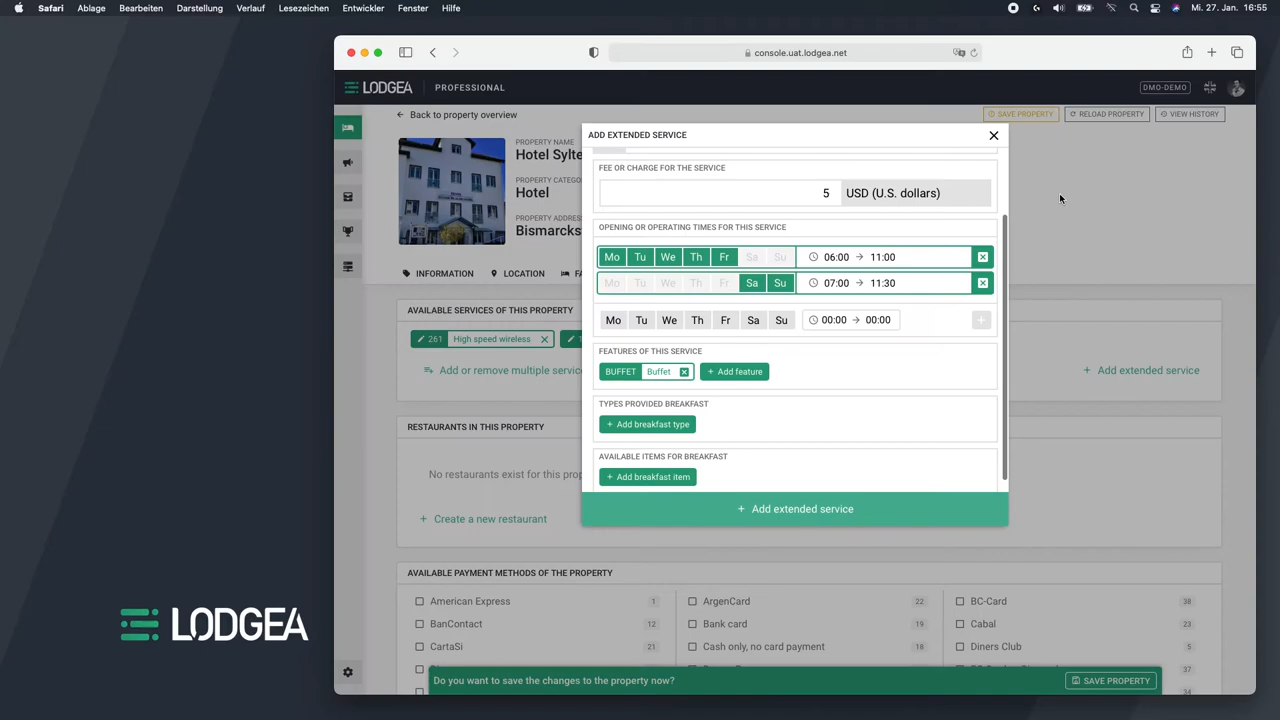 Safari Ablage Bearbeiten Darstellung Verlauf Lesezeichen Entwickler Fenster Hilfe Mi. 27. Jan. 16:55
console.uat.lodgea.net
LODGEA PROFESSIONAL DMO-DEMO
Back to property overview SAVE PROPERTY RELOAD PROPERTY VIEW HISTORY
ADD EXTENDED SERVICE
PROPERTY NAME
Hotel Sylte
PROPERTY CATEG
Hotel
PROPERTY ADDRES
Bismarcks
INFORMATION LOCATION FA
FEE OR CHARGE FOR THE SERVICE
5 USD (U.S. dollars)
OPENING OR OPERATING TIMES FOR THIS SERVICE
Mo Tu We Th Fr Sa Su 06:00 → 11:00
Mo Tu We Th Fr Sa Su 07:00 → 11:30
Mo Tu We Th Fr Sa Su 00:00 → 00:00
FEATURES OF THIS SERVICE
BUFFET Buffet + Add feature
TYPES PROVIDED BREAKFAST
+ Add breakfast type
AVAILABLE ITEMS FOR BREAKFAST
+ Add breakfast item
+ Add extended service
AVAILABLE SERVICES OF THIS PROPERTY
261 High speed wireless
Add or remove multiple service + Add extended service
RESTAURANTS IN THIS PROPERTY
No restaurants exist for this prop
+ Create a new restaurant
AVAILABLE PAYMENT METHODS OF THE PROPERTY
American Express 1 ArgenCard 22 BC-Card 38
BanContact 12 Bank card 19 Cabal 23
CartaSi 21 Cash only, no card payment 18 Diners Club 5
37
34
Do you want to save the changes to the property now? SAVE PROPERTY
LODGEA